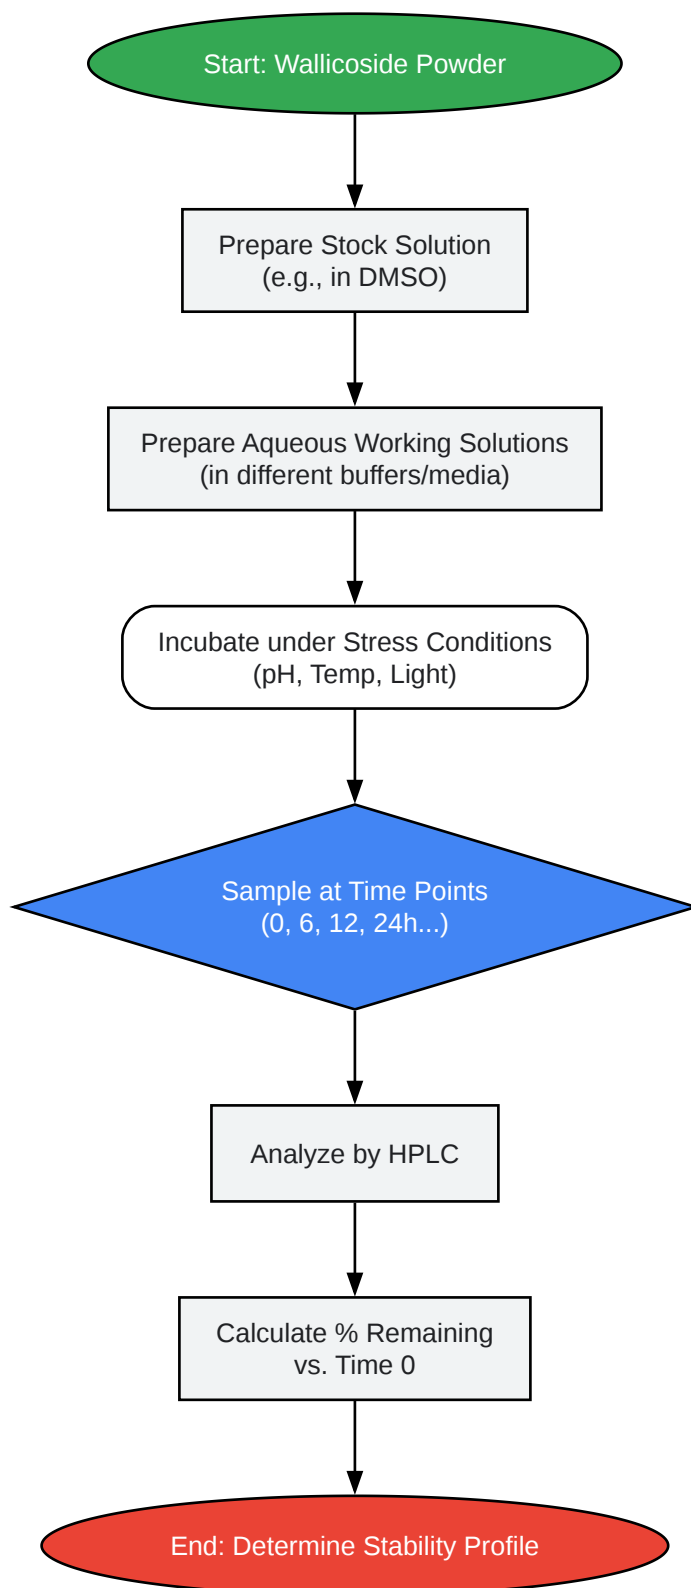 Start: Wallicoside Powder
Prepare Stock Solution
(e.g., in DMSO)
Prepare Aqueous Working Solutions
(in different buffers/media)
Incubate under Stress Conditions
(pH, Temp, Light)
Sample at Time Points
(0, 6, 12, 24h...)
Analyze by HPLC
Calculate % Remaining
vs. Time 0
End: Determine Stability Profile